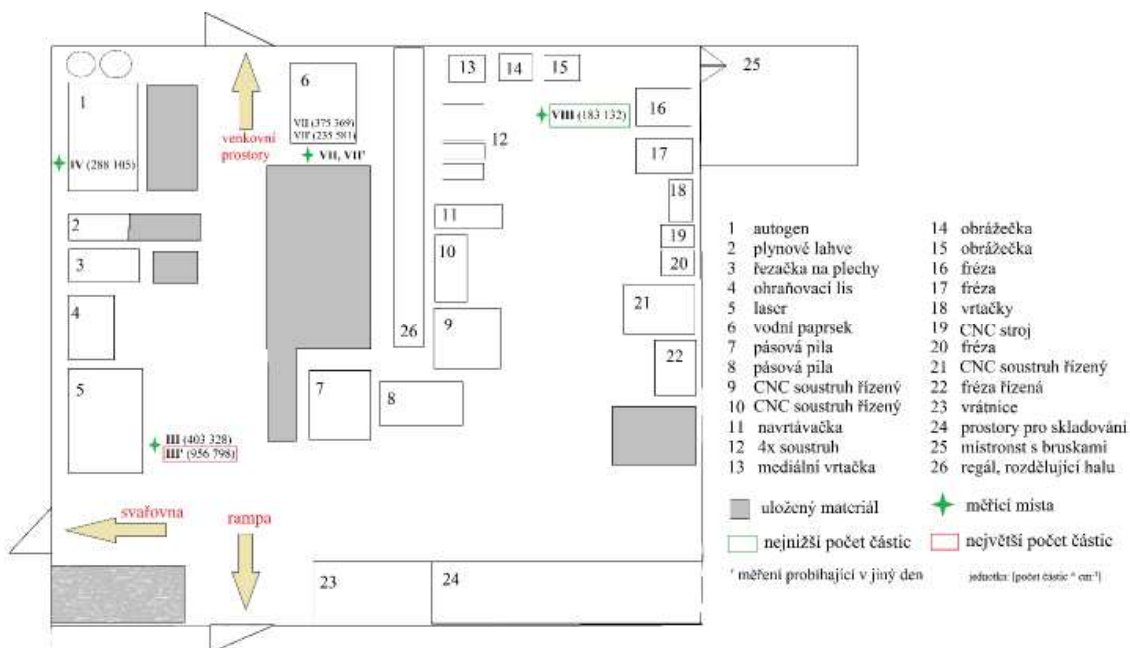 13
14
15
25
6
1
VII (375 369)
VII' (235 581)
VIII (183 132)
16
venkovní
prostory
12
IV (288 105)
VII, VII'
17
18
2
11
19
3
10
20
4
21
26
9
22
5
7
8
III (403 328)
III' (956 798)
svařovna
rampa
23
24
1 autogen
2 plynové lahve
3 řezačka na plechy
4 ohraňovací lis
5 laser
6 vodní paprsek
7 pásová pila
8 pásová pila
9 CNC soustruh řízený
10 CNC soustruh řízený
11 navrtávačka
12 4x soustruh
13 mediální vrtačka
14 obrážečka
15 obrážečka
16 fréza
17 fréza
18 vrtačky
19 CNC stroj
20 fréza
21 CNC soustruh řízený
22 fréza řízená
23 vrátnice
24 prostory pro skladování
25 místnost s bruskami
26 regál, rozdělující halu
uložený materiál
měřicí místa
nejnižší počet částic
největší počet částic
' měření probíhající v jiný den
jednotka: [počet částic * cm⁻³]